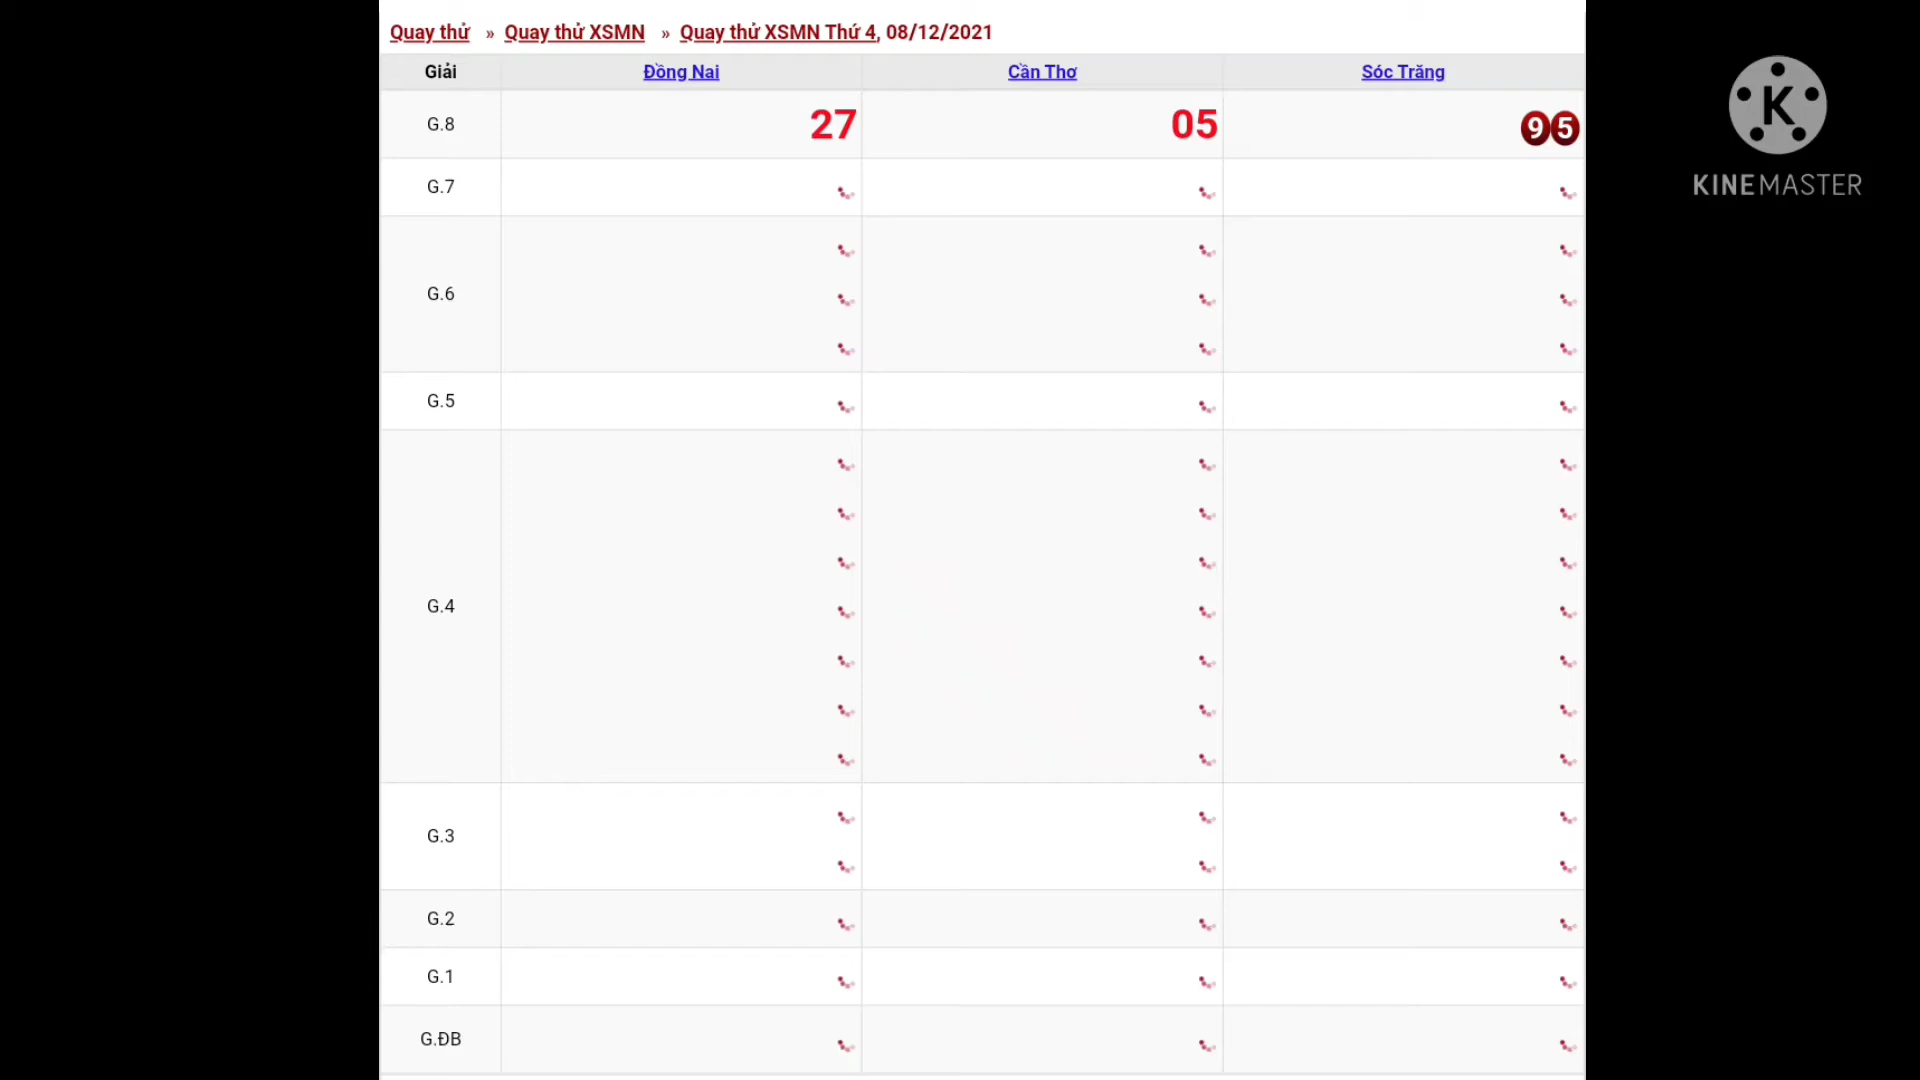 Quay thử » Quay thử XSMN » Quay thử XSMN Thứ 4, 08/12/2021
Giải Đồng Nai Cần Thơ Sóc Trăng
G.8 27 05 95
G.7
G.6
G.5
G.4
G.3
G.2
G.1
G.ĐB
K
KINEMASTER